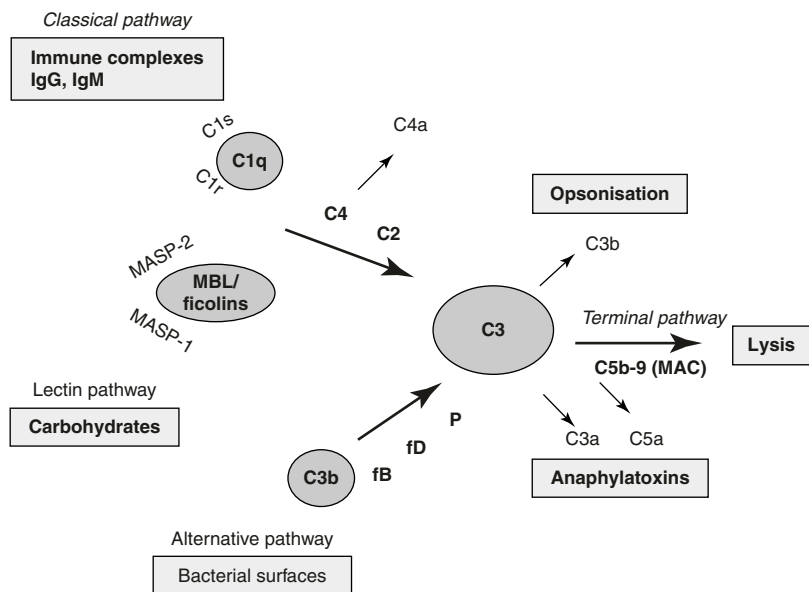 Classical pathway
Immune complexes
IgG, IgM
C1s
C1q
C1r
C4a
C4
C2
Opsonisation
C3b
MASP-2
MBL/
ficolins
MASP-1
C3
Terminal pathway
C5b-9 (MAC)
Lysis
Lectin pathway
Carbohydrates
P
fD
fB
C3b
C3a
C5a
Anaphylatoxins
Alternative pathway
Bacterial surfaces